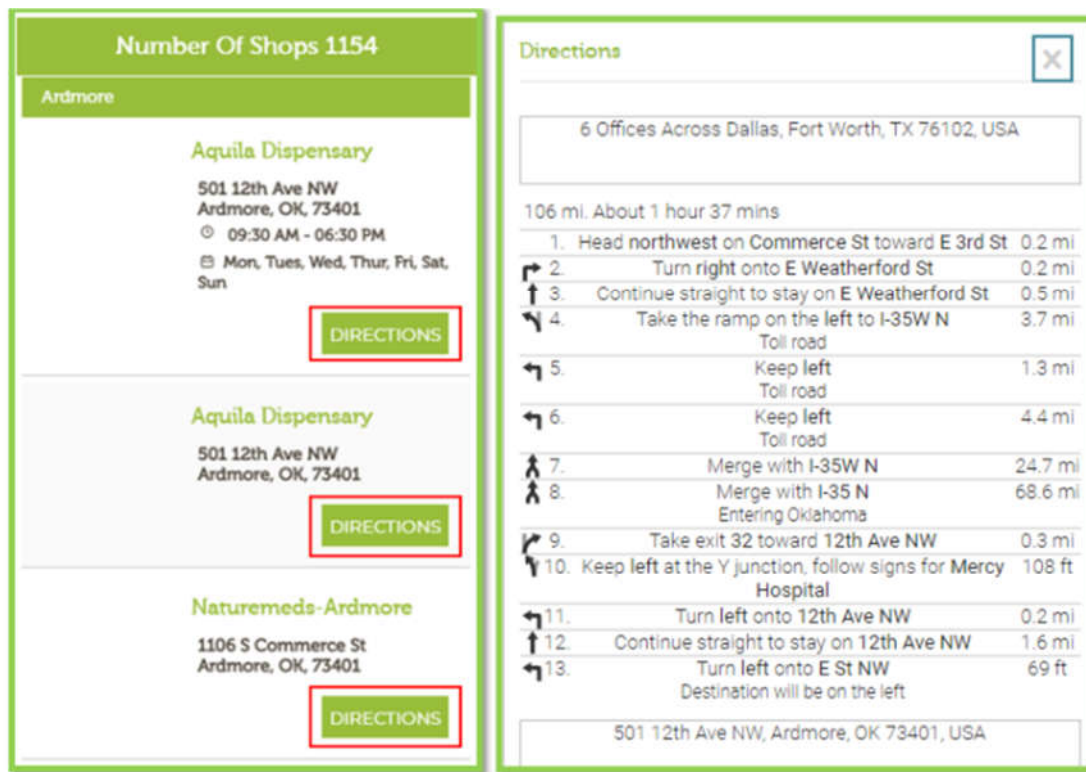 Number Of Shops 1154
Ardmore
Aquila Dispensary
501 12th Ave NW
Ardmore, OK, 73401
09:30 AM - 06:30 PM
Mon, Tues, Wed, Thur, Fri, Sat,
Sun
DIRECTIONS
Aquila Dispensary
501 12th Ave NW
Ardmore, OK, 73401
DIRECTIONS
Naturemeds-Ardmore
1106 S Commerce St
Ardmore, OK, 73401
DIRECTIONS
Directions
6 Offices Across Dallas, Fort Worth, TX 76102, USA
106 mi. About 1 hour 37 mins
1. Head northwest on Commerce St toward E 3rd St 0.2 mi
2. Turn right onto E Weatherford St 0.2 mi
3. Continue straight to stay on E Weatherford St 0.5 mi
4. Take the ramp on the left to I-35W N 3.7 mi
Toll road
5. Keep left 1.3 mi
Toll road
6. Keep left 4.4 mi
Toll road
7. Merge with I-35W N 24.7 mi
8. Merge with I-35 N 68.6 mi
Entering Oklahoma
9. Take exit 32 toward 12th Ave NW 0.3 mi
10. Keep left at the Y junction, follow signs for Mercy 108 ft
Hospital
11. Turn left onto 12th Ave NW 0.2 mi
12. Continue straight to stay on 12th Ave NW 1.6 mi
13. Turn left onto E St NW 69 ft
Destination will be on the left
501 12th Ave NW, Ardmore, OK 73401, USA